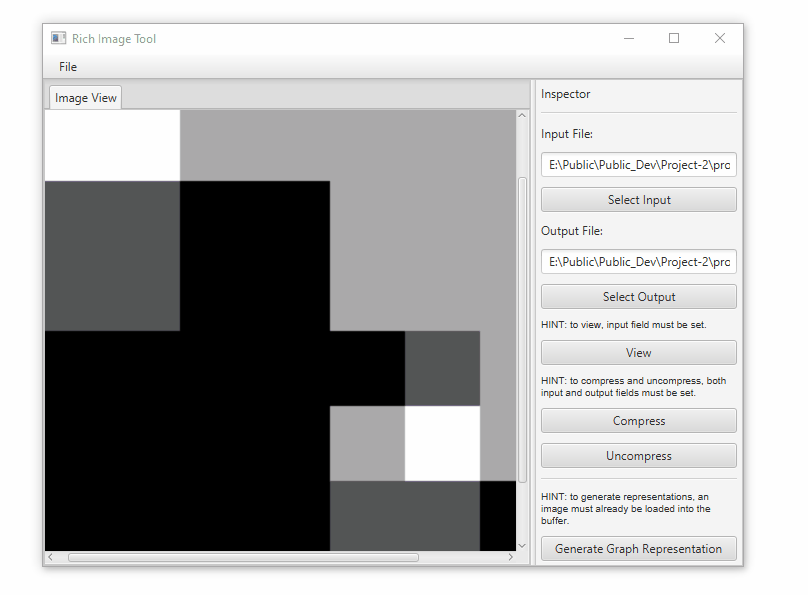 Rich Image Tool
File
Image View
Inspector
Input File:
E:\Public\Public_Dev\Project-2\pro
Select Input
Output File:
E:\Public\Public_Dev\Project-2\pro
Select Output
HINT: to view, input field must be set.
View
HINT: to compress and uncompress, both
input and output fields must be set.
Compress
Uncompress
HINT: to generate representations, an
image must already be loaded into the
buffer.
Generate Graph Representation